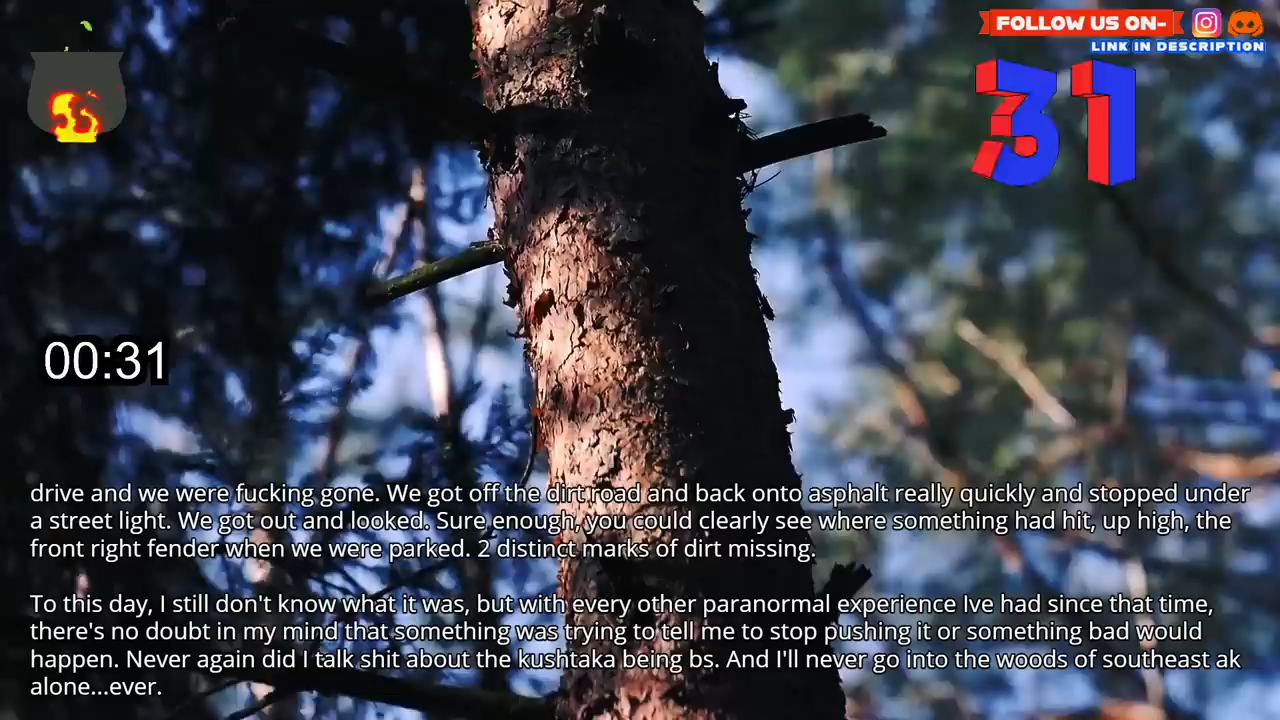 FOLLOW US ON-
LINK IN DESCRIPTION
31
00:31
drive and we were fucking gone. We got off the dirt road and back onto asphalt really quickly and stopped under
a street light. We got out and looked. Sure enough, you could clearly see where something had hit, up high, the
front right fender when we were parked. 2 distinct marks of dirt missing.
To this day, I still don't know what it was, but with every other paranormal experience Ive had since that time,
there's no doubt in my mind that something was trying to tell me to stop pushing it or something bad would
happen. Never again did I talk shit about the kushtaka being bs. And I'll never go into the woods of southeast ak
alone...ever.